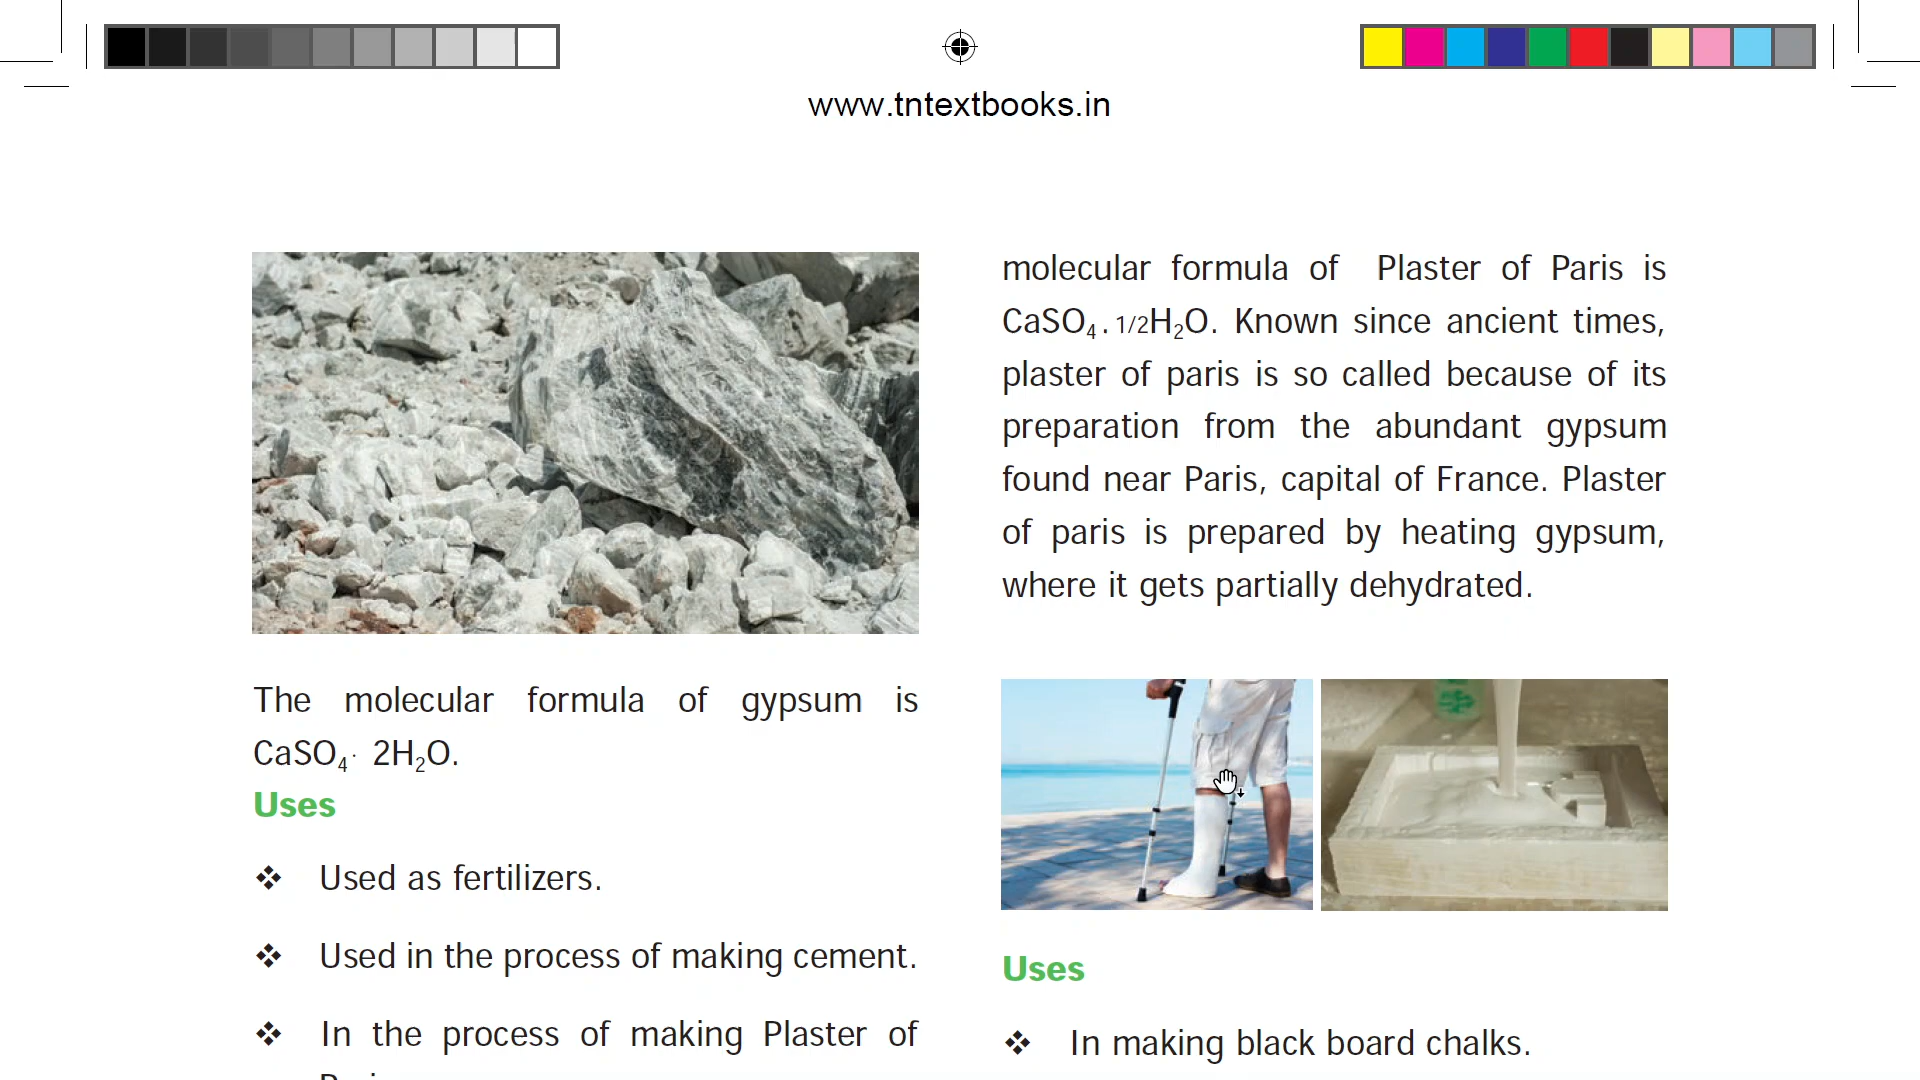 www.tntextbooks.in
The molecular formula of gypsum is
CaSO₄. 2H₂O.
Uses
❖ Used as fertilizers.
❖ Used in the process of making cement.
❖ In the process of making Plaster of
molecular formula of Plaster of Paris is
CaSO₄. 1/2H₂O. Known since ancient times,
plaster of paris is so called because of its
preparation from the abundant gypsum
found near Paris, capital of France. Plaster
of paris is prepared by heating gypsum,
where it gets partially dehydrated.
Uses
❖ In making black board chalks.